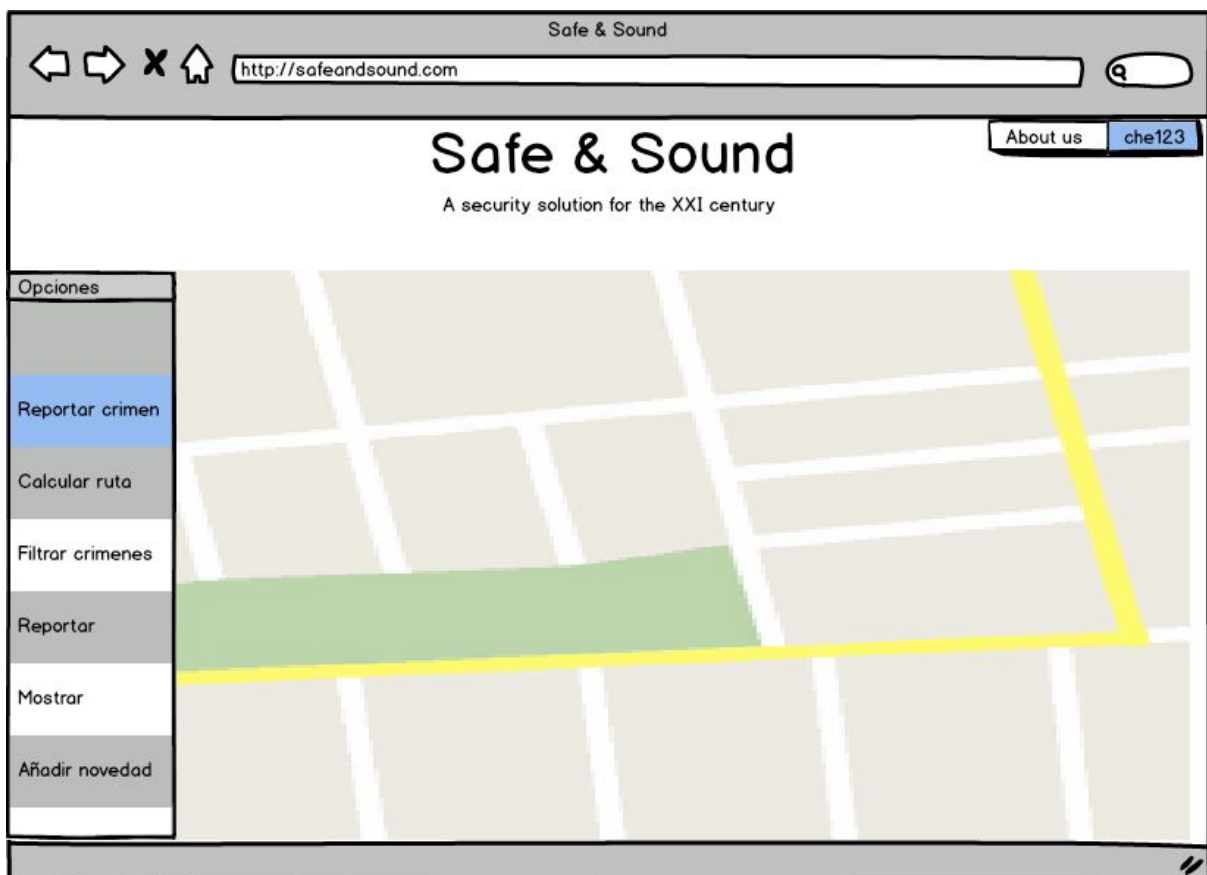 Safe & Sound
http://safeandsound.com
About us
che123
Safe & Sound
A security solution for the XXI century
Opciones
Reportar crimen
Calcular ruta
Filtrar crimenes
Reportar
Mostrar
Añadir novedad